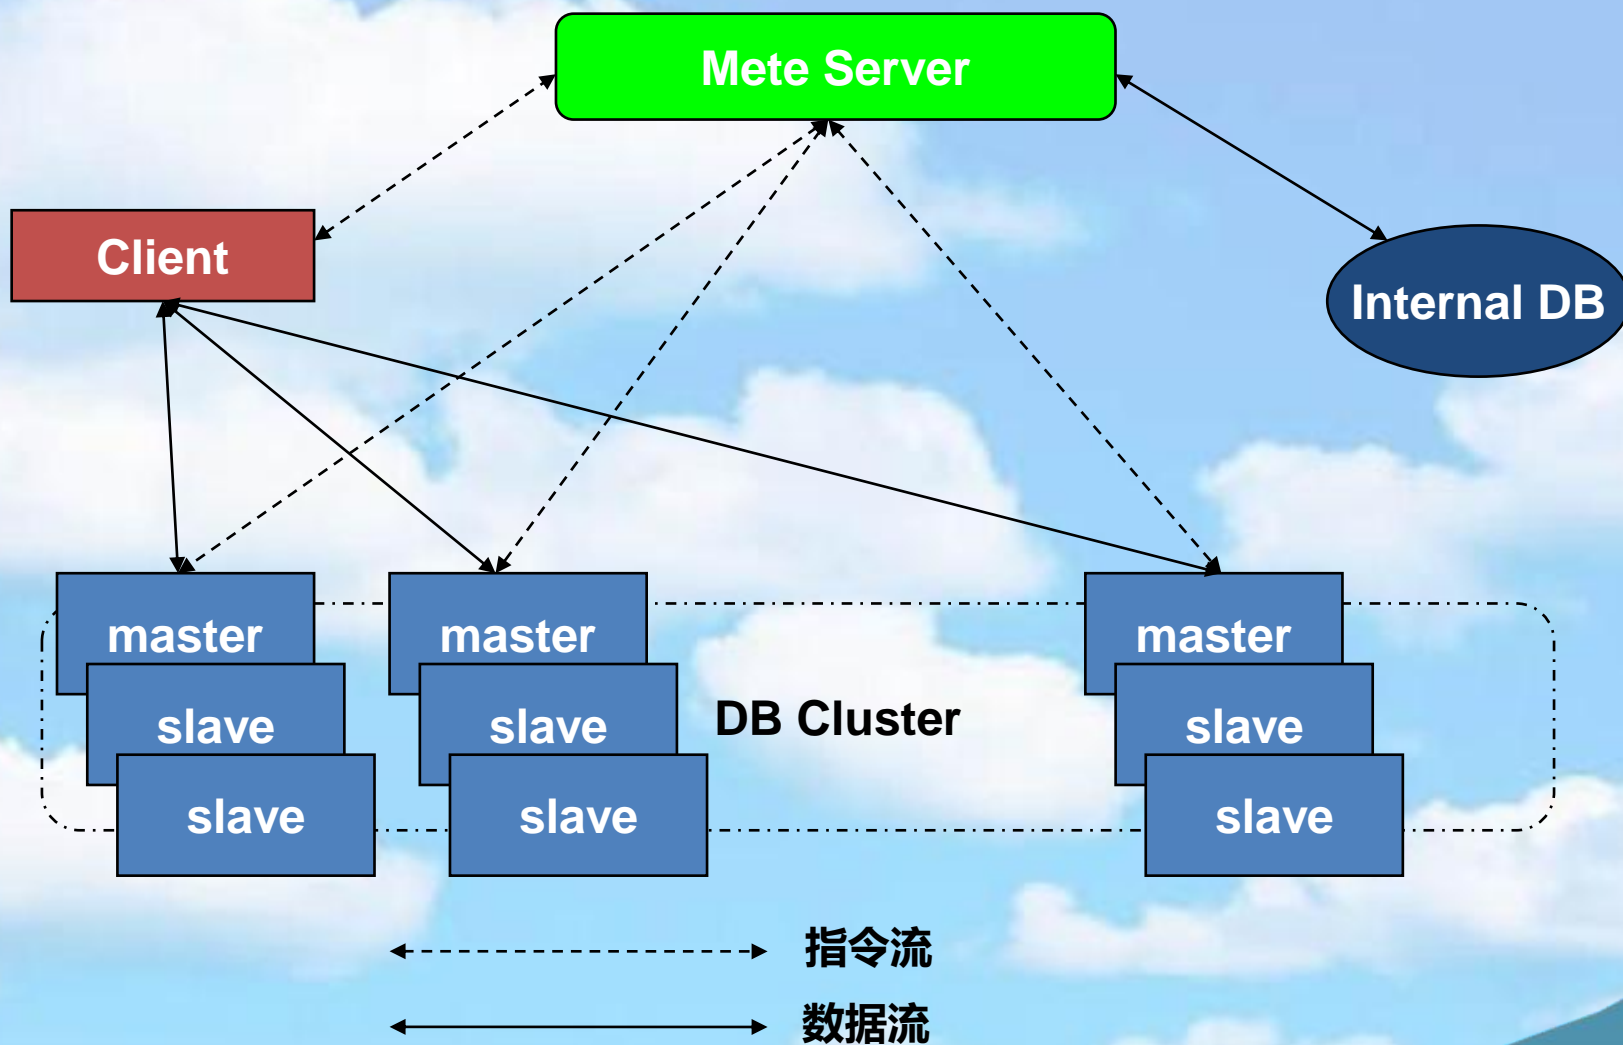 Mete Server
Client
Internal DB
master
master
master
slave
slave
DB Cluster
slave
slave
slave
slave
指令流
数据流